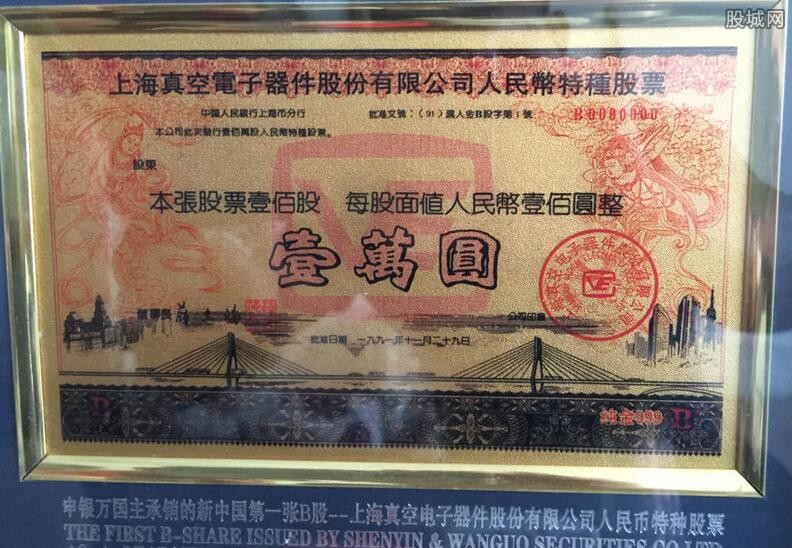 股城网
上海真空電子器件股份有限公司人民幣特種股票
中国人民銀行上海市分行 批准文號：（91）滬人金B股字第1號 B0000000
本公司此次發行壹佰萬股人民幣特種股票。
股東
本張股票壹佰股 每股面值人民幣壹佰圓整
壹萬圓
董事長 公司印章
批准日期 一九九一年十一月二十九日
B 纯金999 B
申银万国主承销的新中国第一张B股--上海真空电子器件股份有限公司人民币特种股票
THE FIRST B-SHARE ISSUED BY SHENYIN & WANGUO SECURITIES CO LTD